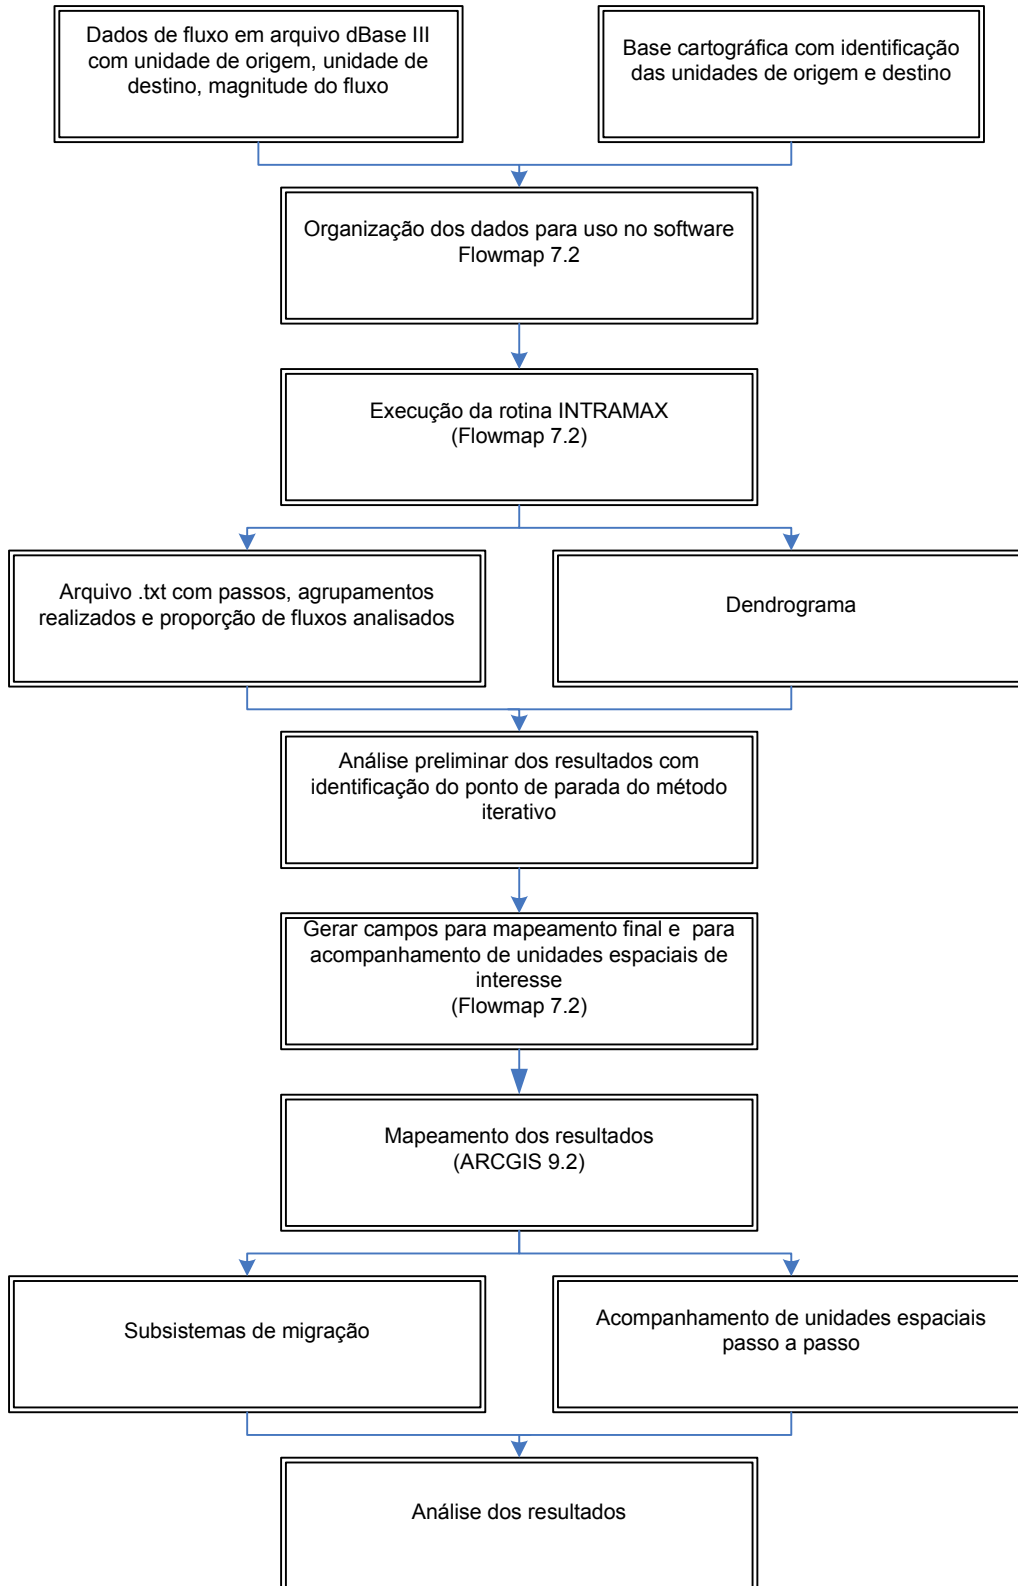 Dados de fluxo em arquivo dBase III
com unidade de origem, unidade de
destino, magnitude do fluxo
Base cartográfica com identificação
das unidades de origem e destino
Organização dos dados para uso no software
Flowmap 7.2
Execução da rotina INTRAMAX
(Flowmap 7.2)
Arquivo .txt com passos, agrupamentos
realizados e proporção de fluxos analisados
Dendrograma
Análise preliminar dos resultados com
identificação do ponto de parada do método
iterativo
Gerar campos para mapeamento final e  para
acompanhamento de unidades espaciais de
interesse
(Flowmap 7.2)
Mapeamento dos resultados
(ARCGIS 9.2)
Subsistemas de migração
Acompanhamento de unidades espaciais
passo a passo
Análise dos resultados